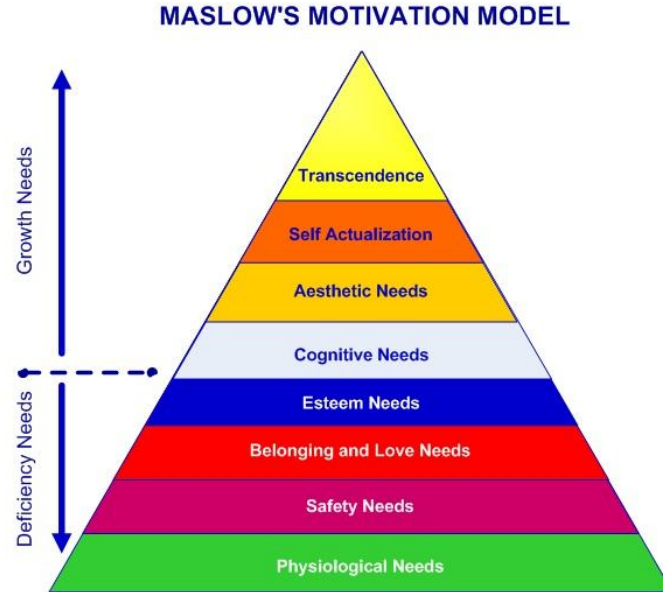 MASLOW'S MOTIVATION MODEL
Growth Needs
Deficiency Needs
Transcendence
Self Actualization
Aesthetic Needs
Cognitive Needs
Esteem Needs
Belonging and Love Needs
Safety Needs
Physiological Needs